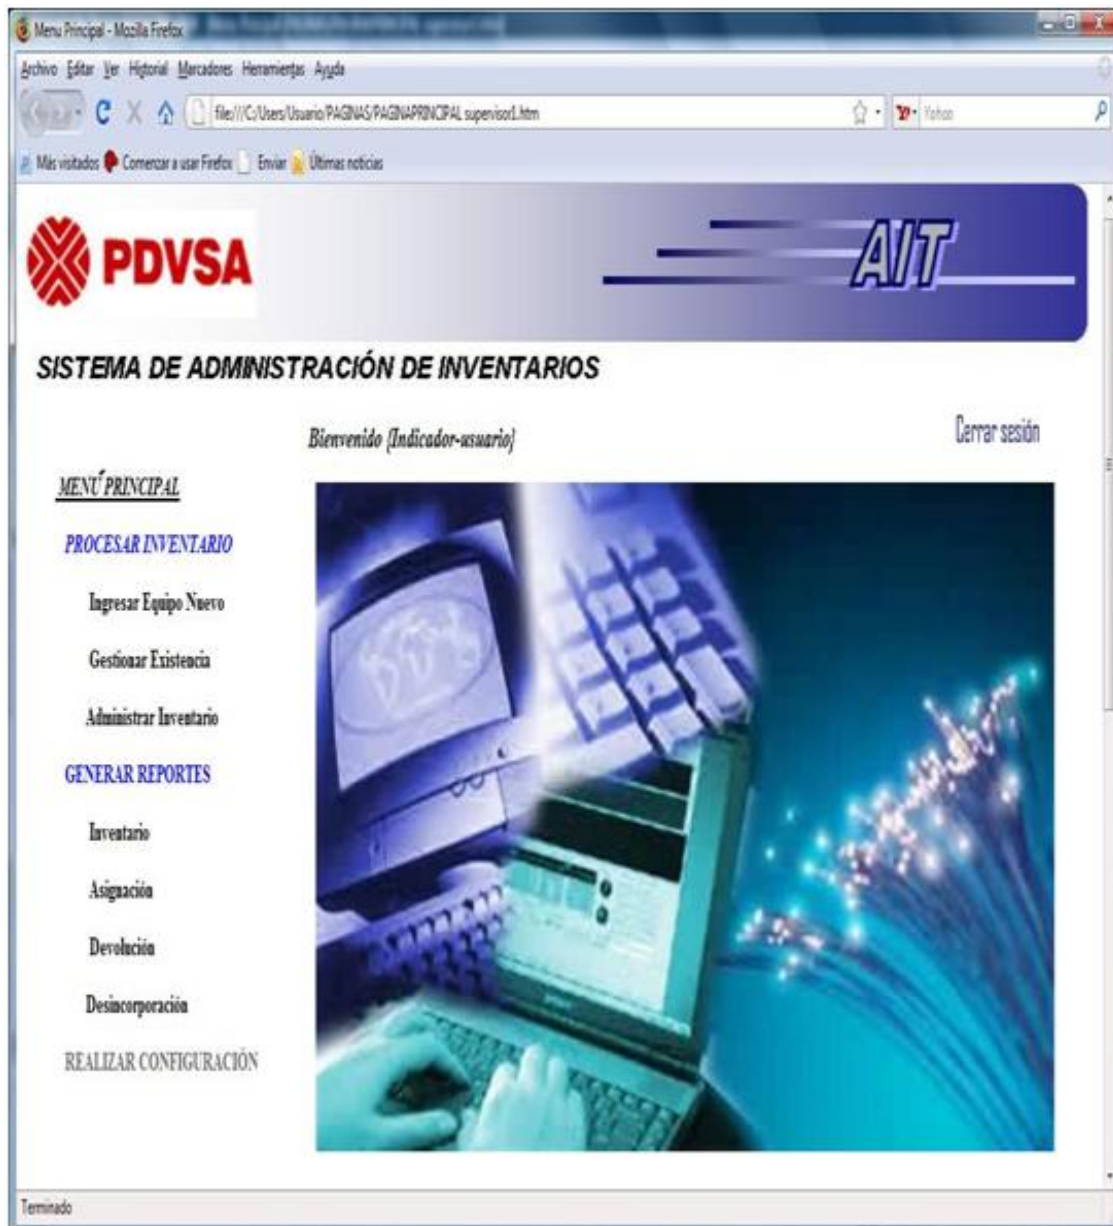 Menu Principal - Mozilla Firefox
Archivo Editar Ver Historial Marcadores Herramientas Ayuda
file:///C:/Users/Usuario/PAGINAS/PAGINAPRINCIPAL supervisor1.htm
Yahoo
Más visitados Comenzar a usar Firefox Enviar Últimas noticias
PDVSA
AIT
SISTEMA DE ADMINISTRACIÓN DE INVENTARIOS
Bienvenido {Indicador-usuario}
Cerrar sesión
MENÚ PRINCIPAL
PROCESAR INVENTARIO
Ingresar Equipo Nuevo
Gestionar Existencia
Administrar Inventario
GENERAR REPORTES
Inventario
Asignación
Devolución
Desincorporación
REALIZAR CONFIGURACIÓN
Terminado